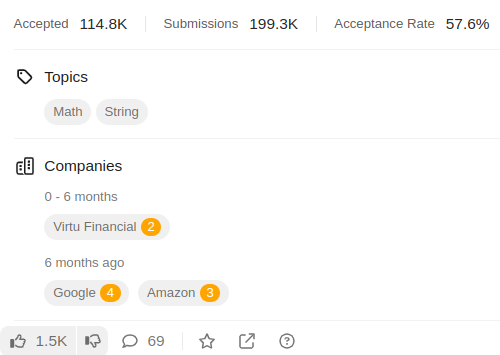 Accepted 114.8K Submissions 199.3K Acceptance Rate 57.6%
Topics
Math String
Companies
0 - 6 months
Virtu Financial 2
6 months ago
Google 4 Amazon 3
1.5K 69